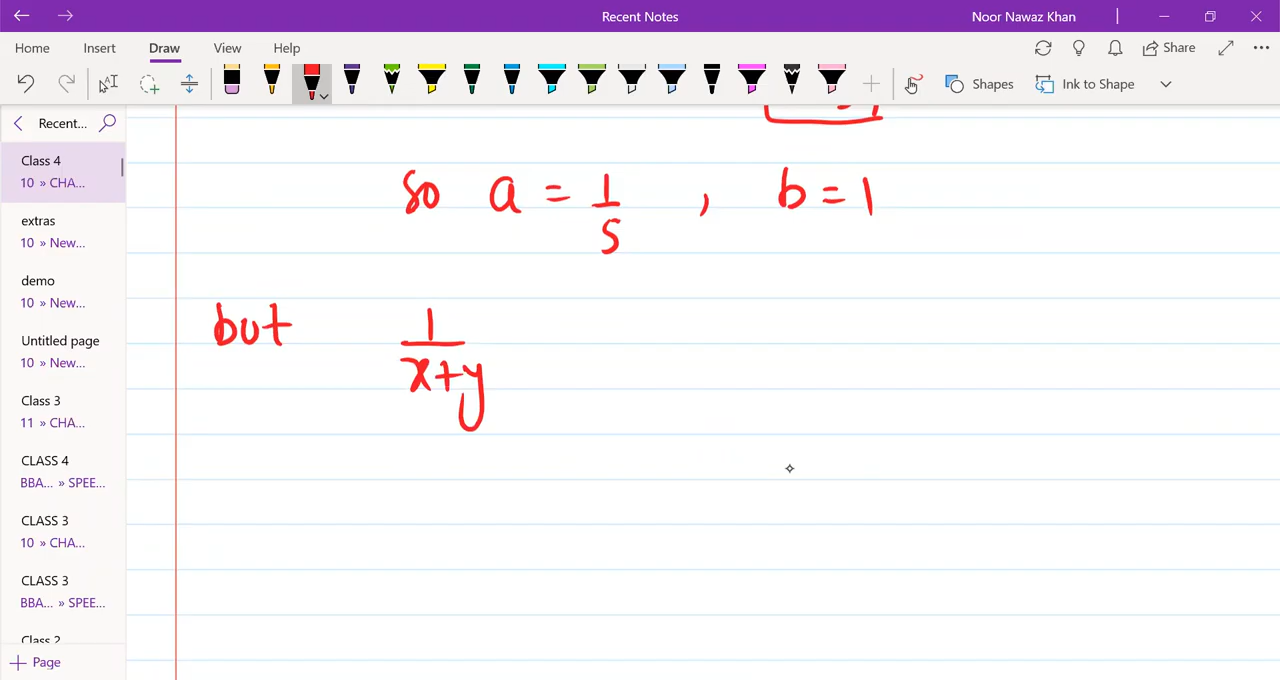 Recent Notes
Noor Nawaz Khan
Home Insert Draw View Help
Share
Shapes
Ink to Shape
Recent...
Class 4
10 » CHA...
extras
10 » New...
demo
10 » New...
Untitled page
10 » New...
Class 3
11 » CHA...
CLASS 4
BBA... » SPEE...
CLASS 3
10 » CHA...
CLASS 3
BBA... » SPEE...
Class 2
+ Page
so a = 1/5 , b = 1
but 1/x+y